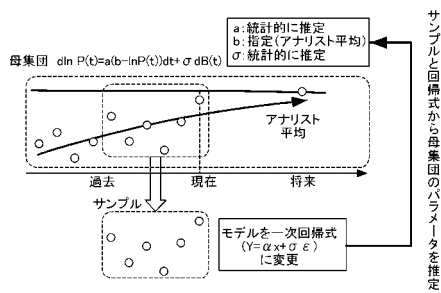 a:統計的に推定
b:指定(アナリスト平均)
σ:統計的に推定
母集団 dln P(t)=a(b-lnP(t))dt+σdB(t)
アナリスト
平均
過去
現在
将来
サンプル
モデルを一次回帰式
(Y=αx+σε)
に変更
サンプルと回帰式から母集団のパラメータを推定